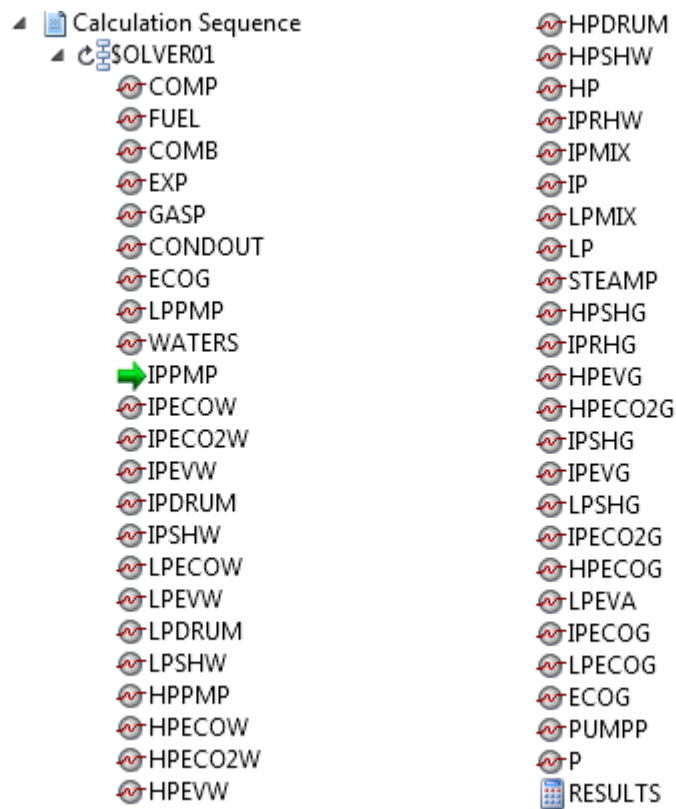 Calculation Sequence
$OLVER01
COMP
FUEL
COMB
EXP
GASP
CONDOUT
ECOG
LPPMP
WATERS
IPPMP
IPECOW
IPECO2W
IPEVW
IPDRUM
IPSHW
LPECOW
LPEVW
LPDRUM
LPSHW
HPPMP
HPECOW
HPECO2W
HPEVW
HPDRUM
HPSHW
HP
IPRHW
IPMIX
IP
LPMIX
LP
STEAMP
HPSHG
IPRHG
HPEVG
HPECO2G
IPSHG
IPEVG
LPSHG
IPECO2G
HPECOG
LPEVA
IPECOG
LPECOG
ECOG
PUMPP
P
RESULTS